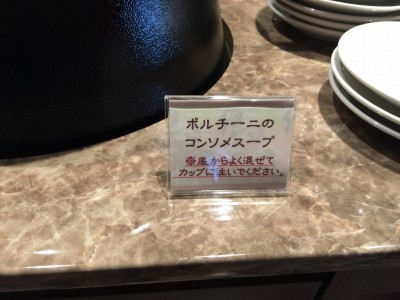 ポルチーニの
コンソメスープ
※底からよく混ぜて
カップに注いでください。